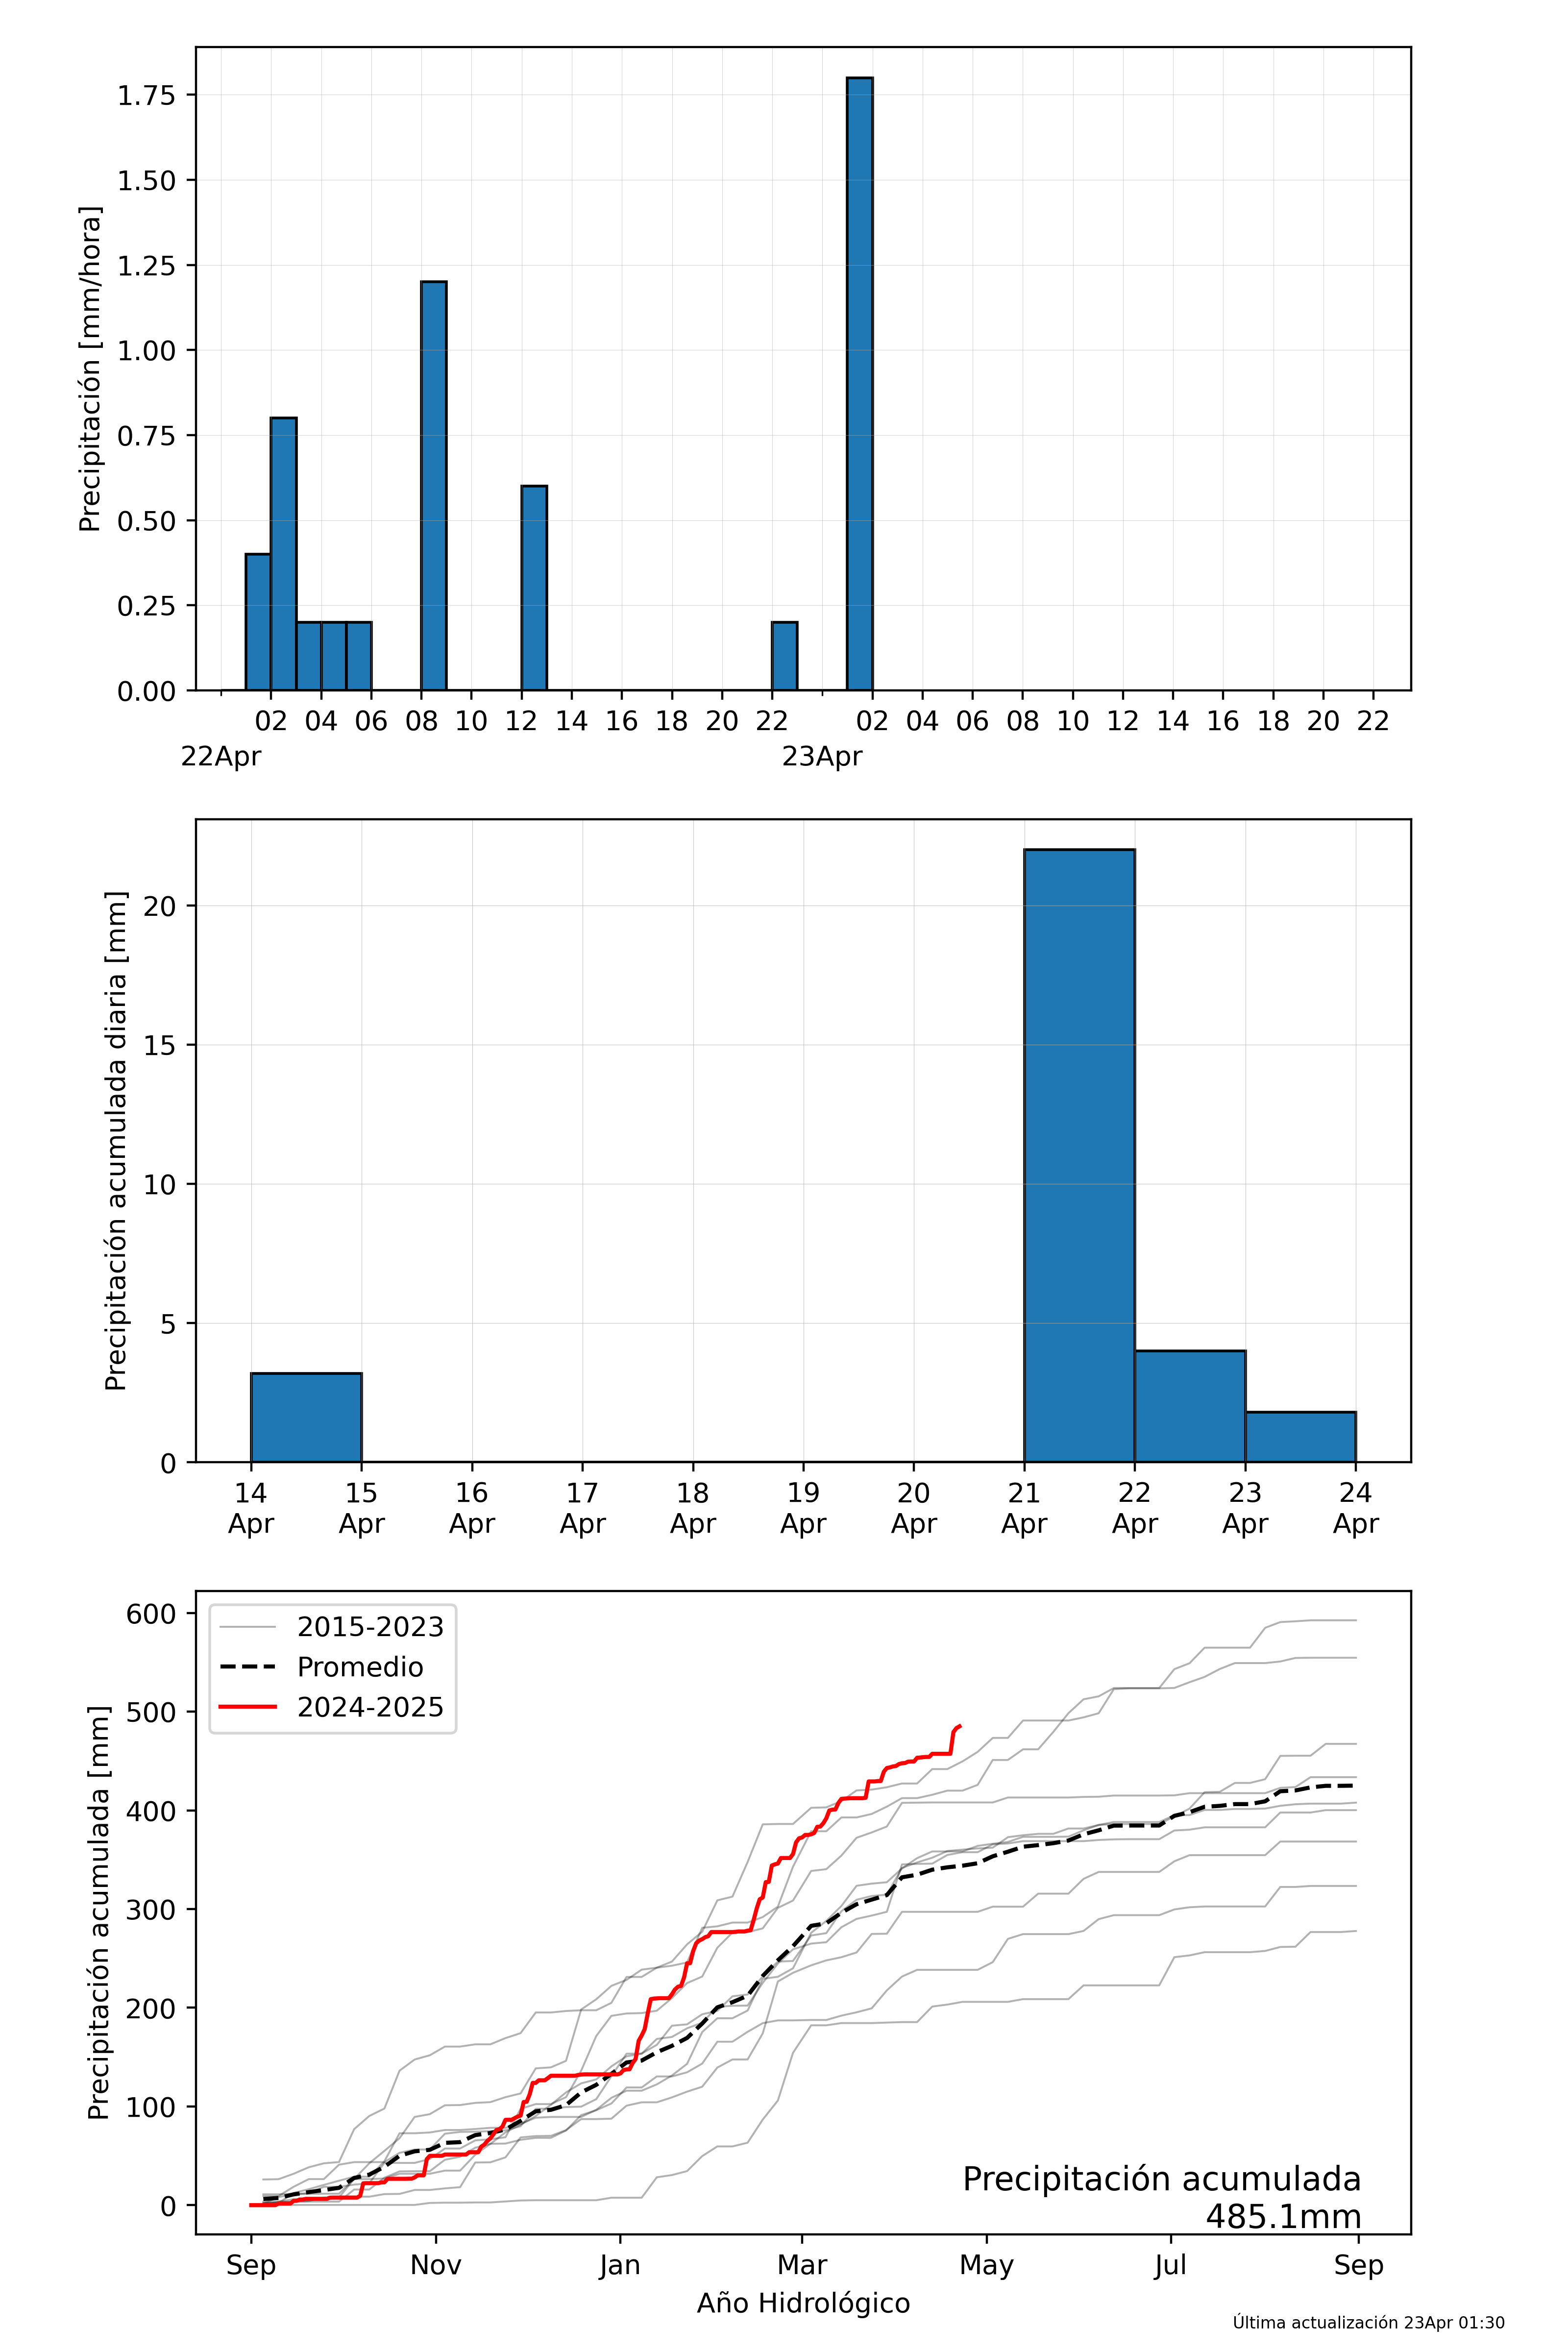 Precipitación [mm/hora]
1.75
1.50
1.25
1.00
0.75
0.50
0.25
0.00
02 04 06 08 10 12 14 16 18 20 22 02 04 06 08 10 12 14 16 18 20 22
22Apr 23Apr
Precipitación acumulada diaria [mm]
20
15
10
5
0
14 15 16 17 18 19 20 21 22 23 24
Apr Apr Apr Apr Apr Apr Apr Apr Apr Apr Apr
Precipitación acumulada [mm]
600
500
400
300
200
100
0
2015-2023
Promedio
2024-2025
Precipitación acumulada
485.1mm
Sep Nov Jan Mar May Jul Sep
Año Hidrológico
Última actualización 23Apr 01:30